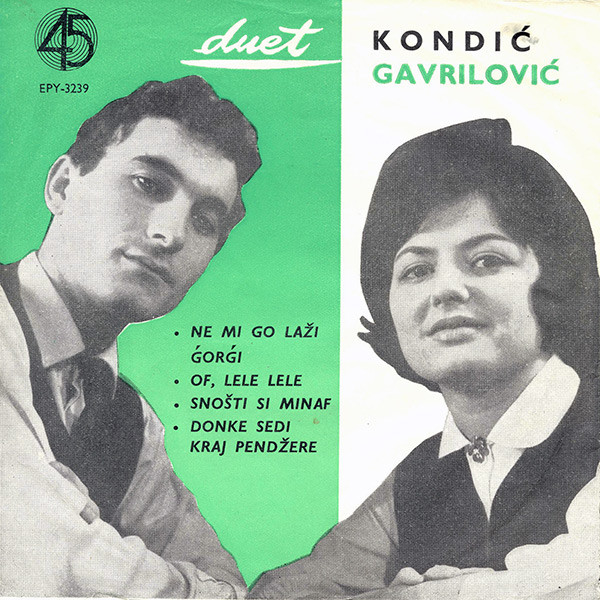 45
EPY-3239
duet
KONDIĆ
GAVRILOVIĆ
• NE MI GO LAŽI
ǴORǴI
• OF, LELE LELE
• SNOŠTI SI MINAF
• DONKE SEDI
KRAJ PENDŽERE